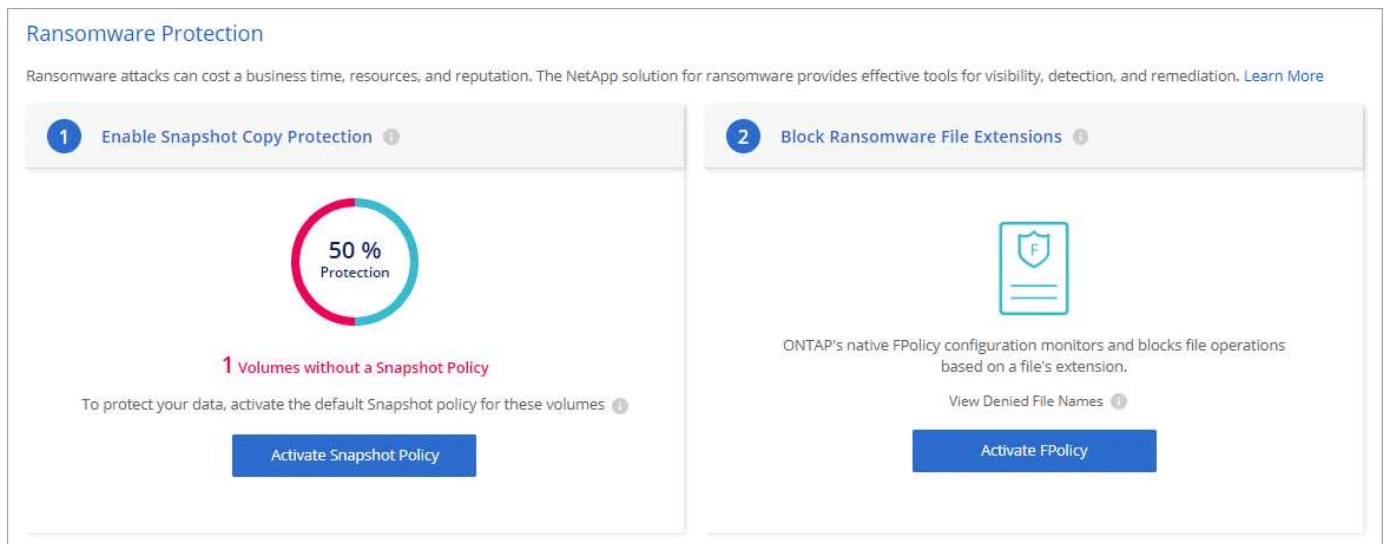 Ransomware Protection
Ransomware attacks can cost a business time, resources, and reputation. The NetApp solution for ransomware provides effective tools for visibility, detection, and remediation. Learn More
1 Enable Snapshot Copy Protection i
50 %
Protection
1 Volumes without a Snapshot Policy
To protect your data, activate the default Snapshot policy for these volumes i
Activate Snapshot Policy
2 Block Ransomware File Extensions i
F
ONTAP's native FPolicy configuration monitors and blocks file operations
based on a file's extension.
View Denied File Names i
Activate FPolicy